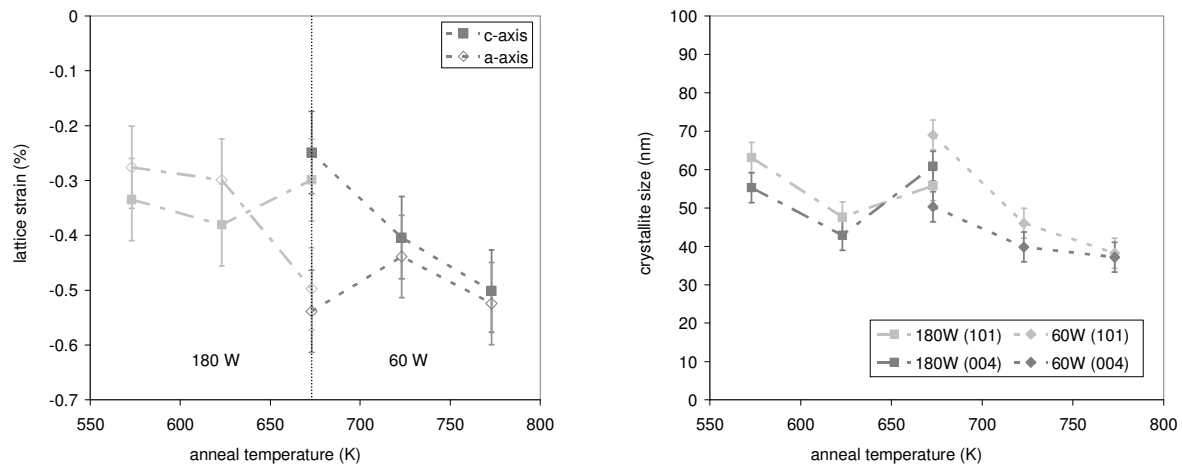 0
-0.1
-0.2
-0.3
-0.4
-0.5
-0.6
-0.7
lattice strain (%)
c-axis
a-axis
180 W
60 W
550
600
650
700
750
800
anneal temperature (K)
100
90
80
70
60
50
40
30
20
10
0
crystallite size (nm)
180W (101)
60W (101)
180W (004)
60W (004)
550
600
650
700
750
800
anneal temperature (K)